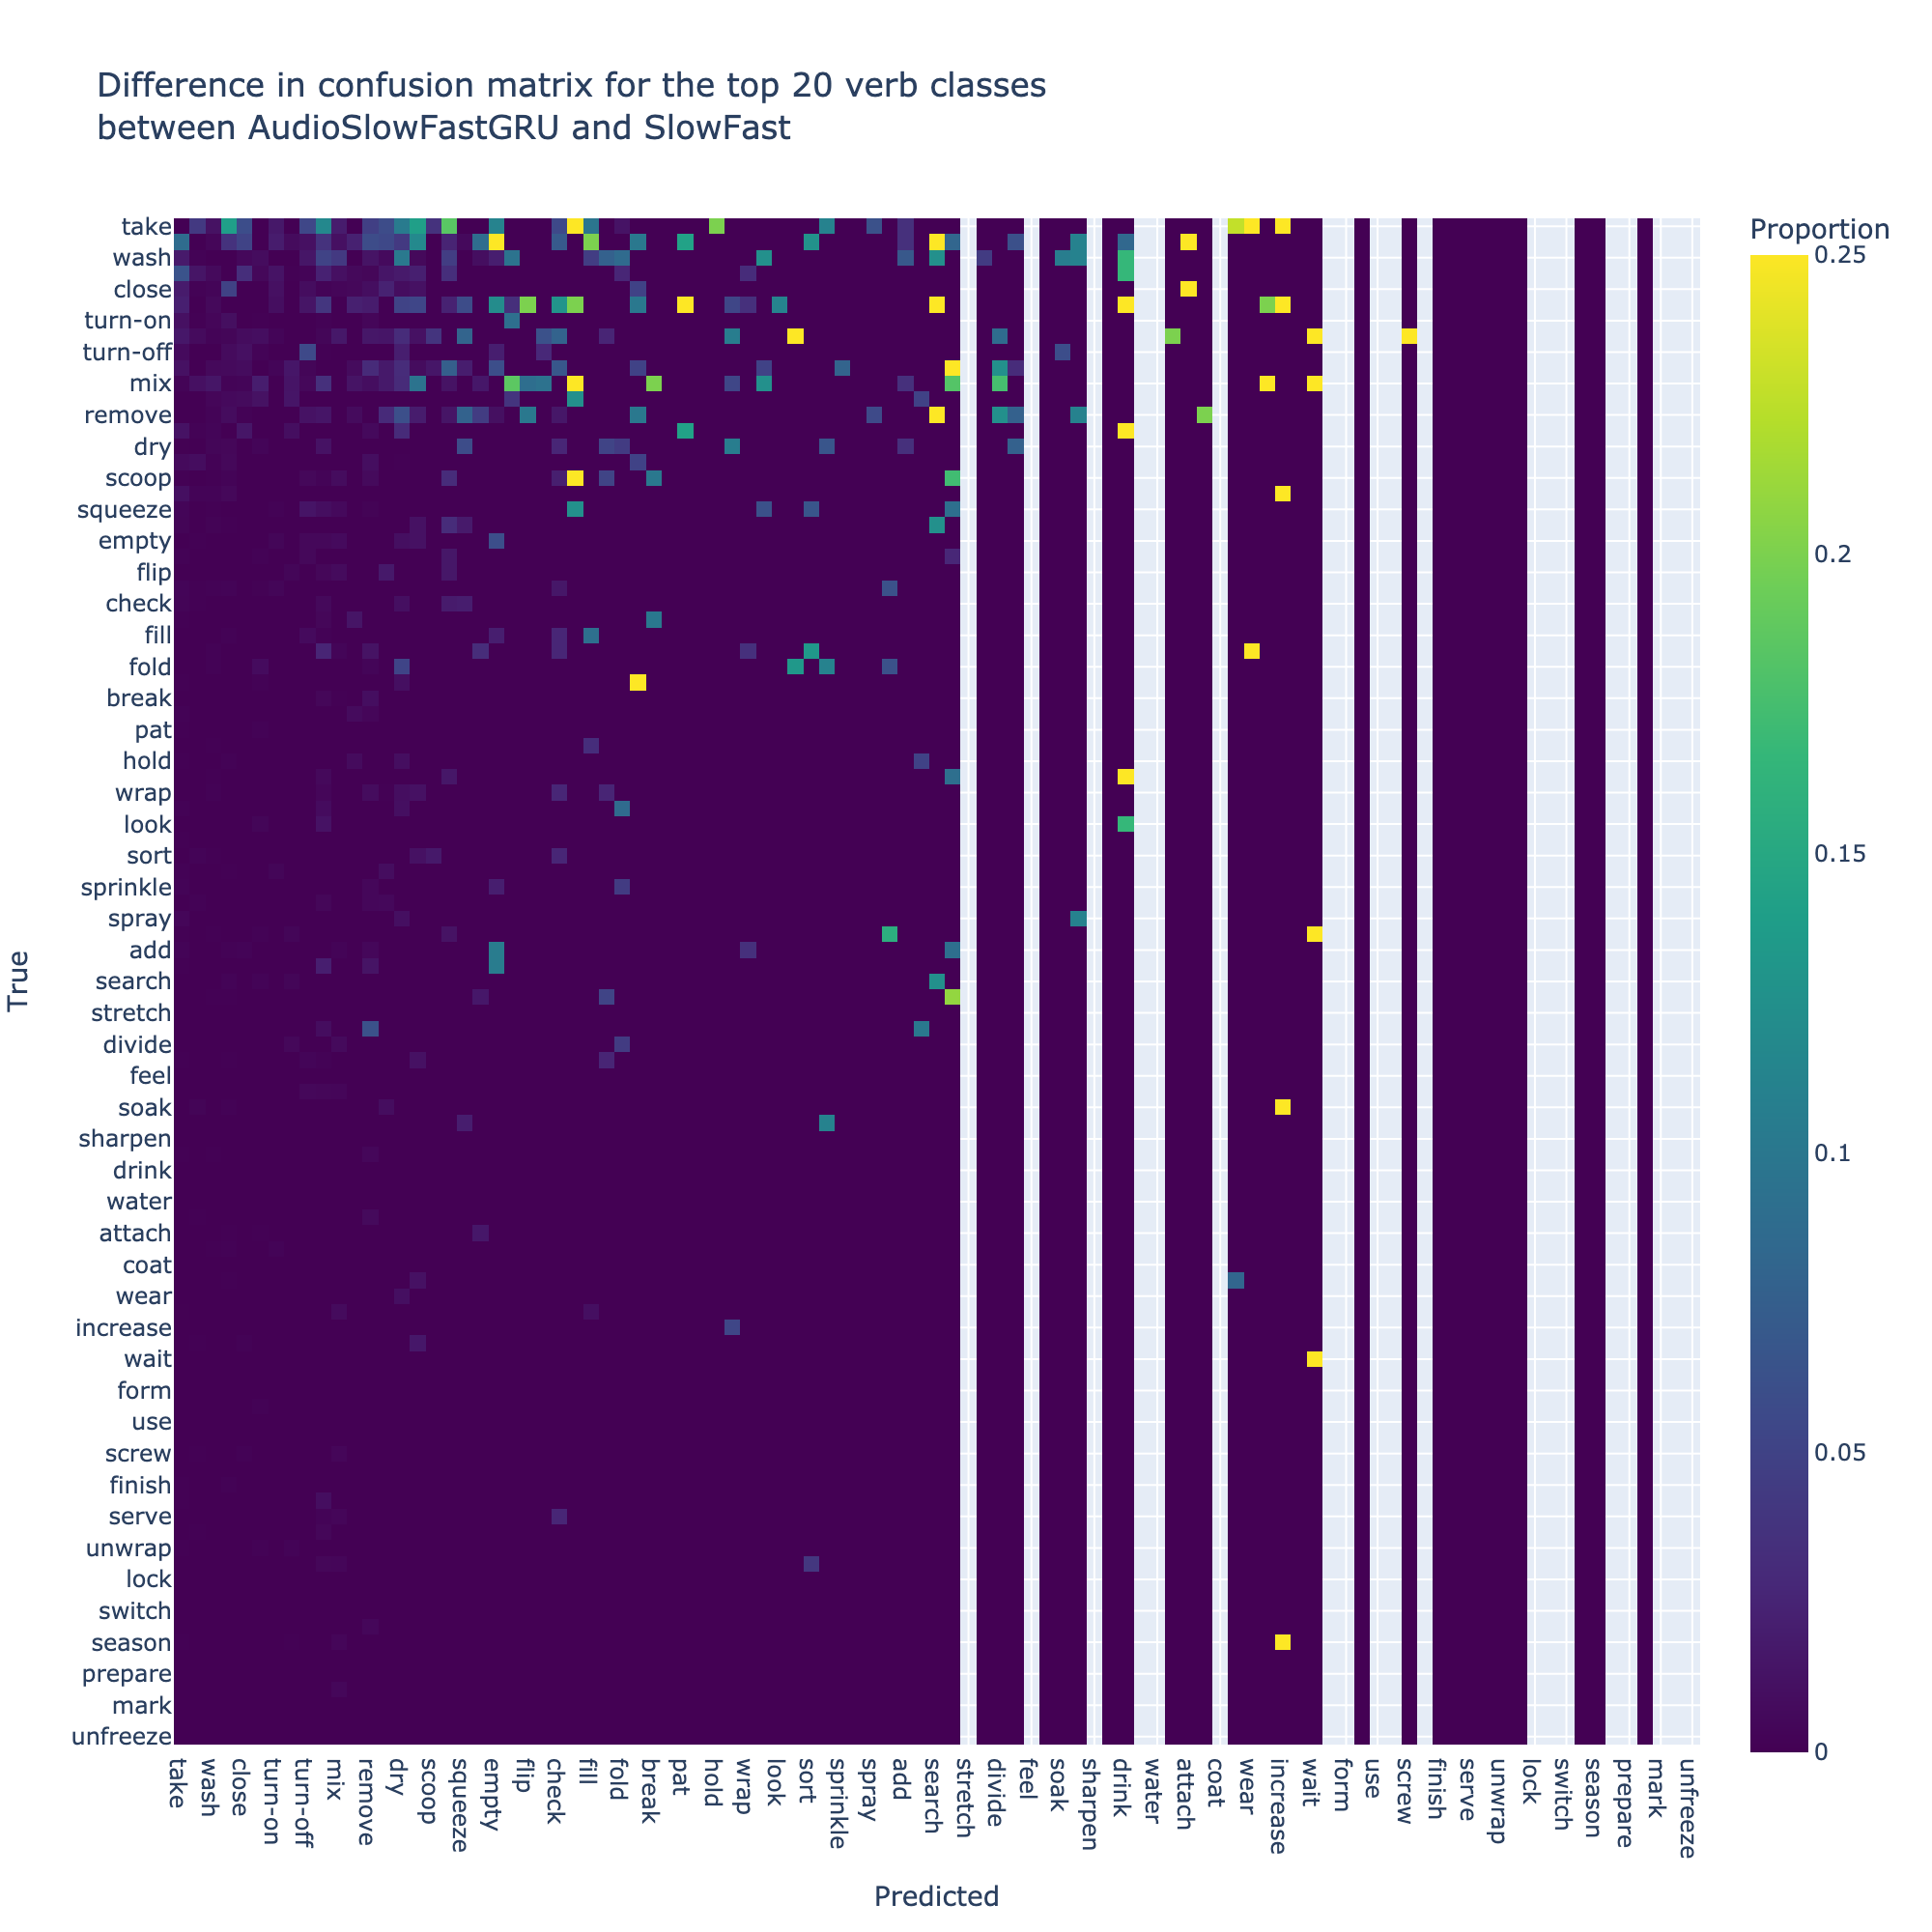 Difference in confusion matrix for the top 20 verb classes
between AudioSlowFastGRU and SlowFast
Proportion
0.25
0.2
0.15
0.1
0.05
0
True
take
wash
close
turn-on
turn-off
mix
remove
dry
scoop
squeeze
empty
flip
check
fill
fold
break
pat
hold
wrap
look
sort
sprinkle
spray
add
search
stretch
divide
feel
soak
sharpen
drink
water
attach
coat
wear
increase
wait
form
use
screw
finish
serve
unwrap
lock
switch
season
prepare
mark
unfreeze
take
wash
close
turn-on
turn-off
mix
remove
dry
scoop
squeeze
empty
flip
check
fill
fold
break
pat
hold
wrap
look
sort
sprinkle
spray
add
search
stretch
divide
feel
soak
sharpen
drink
water
attach
coat
wear
increase
wait
form
use
screw
finish
serve
unwrap
lock
switch
season
prepare
mark
unfreeze
Predicted